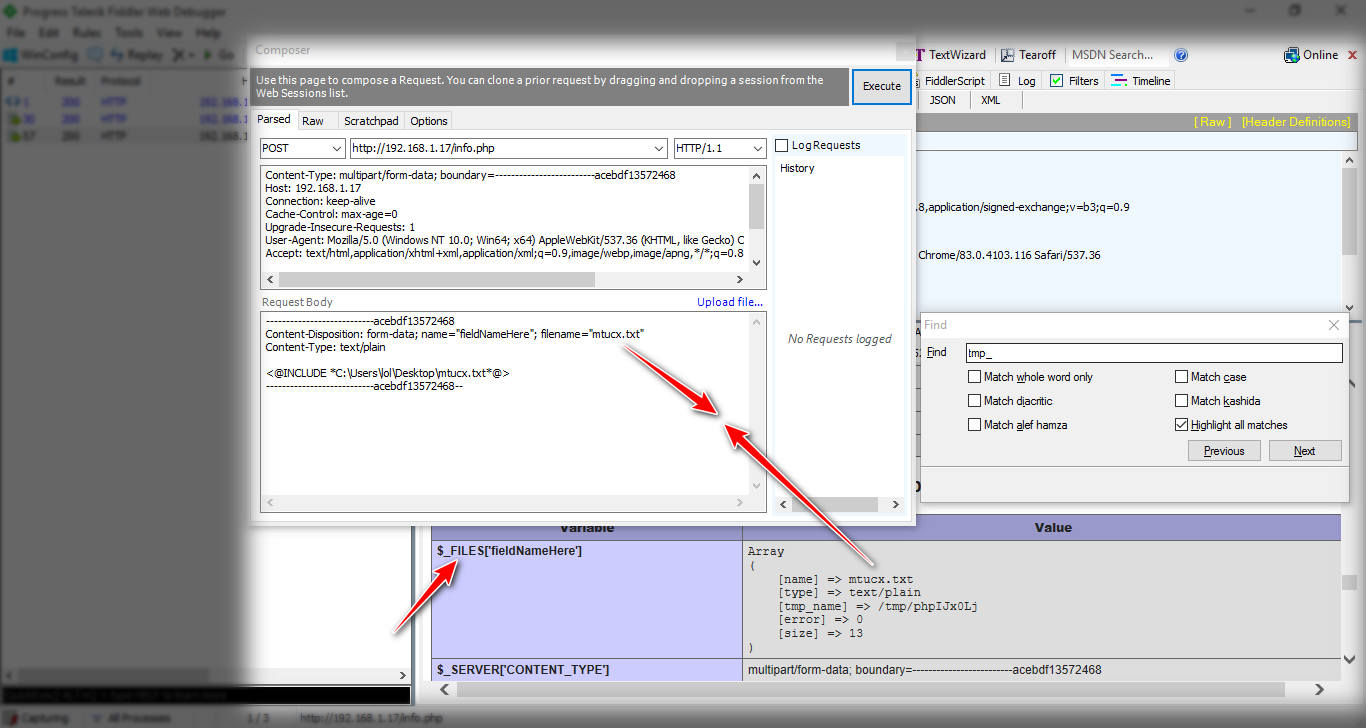 Progress Telerik Fiddler Web Debugger
File Edit Rules Tools View Help
WinConfig Replay Go
TextWizard Tearoff MSDN Search... Online
# Result Protocol
1 200 HTTP 192.168.1
30 200 HTTP 192.168.1
57 200 HTTP 192.168.1
Composer
Use this page to compose a Request. You can clone a prior request by dragging and dropping a session from the
Web Sessions list.
Execute
Parsed Raw Scratchpad Options
POST http://192.168.1.17/info.php HTTP/1.1
Log Requests
History
No Requests logged
Content-Type: multipart/form-data; boundary=-------------------------acebdf13572468
Host: 192.168.1.17
Connection: keep-alive
Cache-Control: max-age=0
Upgrade-Insecure-Requests: 1
User-Agent: Mozilla/5.0 (Windows NT 10.0; Win64; x64) AppleWebKit/537.36 (KHTML, like Gecko) C
Accept: text/html,application/xhtml+xml,application/xml;q=0.9,image/webp,image/apng,*/*;q=0.8
Request Body Upload file...
---------------------------acebdf13572468
Content-Disposition: form-data; name="fieldNameHere"; filename="mtucx.txt"
Content-Type: text/plain
<@INCLUDE *C:\Users\lol\Desktop\mtucx.txt*@>
---------------------------acebdf13572468--
FiddlerScript Log Filters Timeline
JSON XML
[ Raw ] [Header Definitions]
.8,application/signed-exchange;v=b3;q=0.9
Chrome/83.0.4103.116 Safari/537.36
Find
Find tmp_
Match whole word only Match case
Match diacritic Match kashida
Match alef hamza Highlight all matches
Previous Next
Variable Value
$_FILES['fieldNameHere']
Array
(
[name] => mtucx.txt
[type] => text/plain
[tmp_name] => /tmp/phpIJx0Lj
[error] => 0
[size] => 13
)
$_SERVER['CONTENT_TYPE'] multipart/form-data; boundary=-------------------------acebdf13572468
Capturing All Processes 1 / 3 http://192.168.1.17/info.php